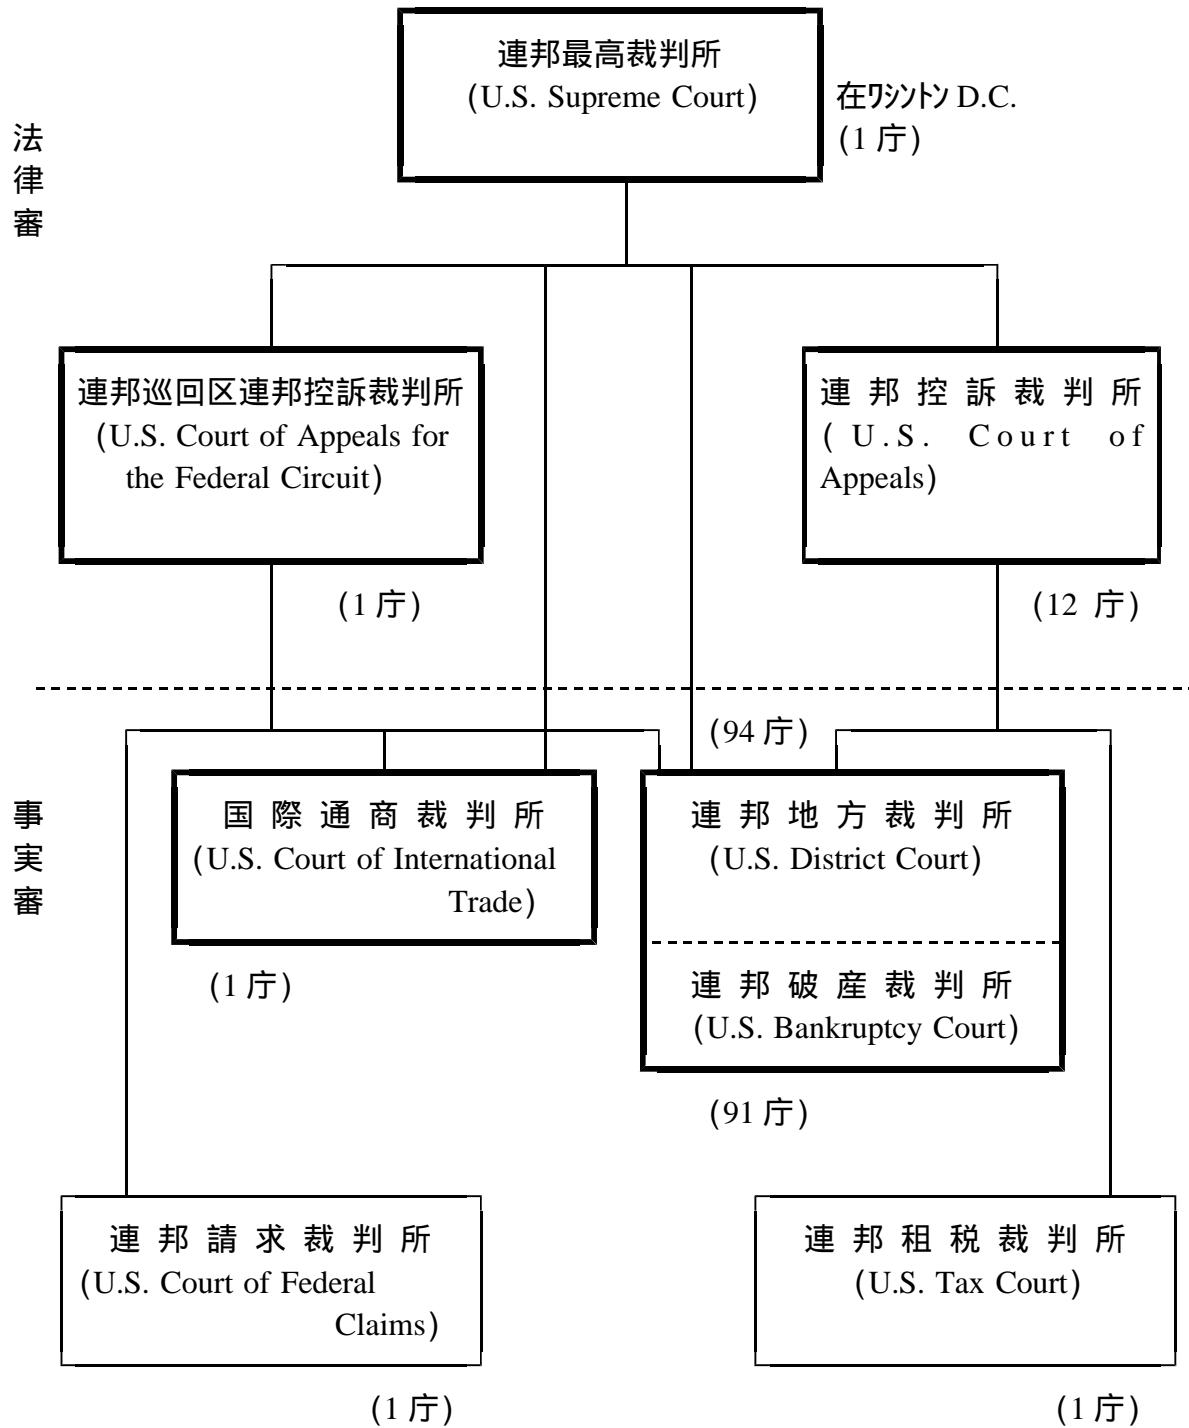 連邦最高裁判所
(U.S. Supreme Court)
在ワシントン D.C.
(1 庁)
法律審
連邦巡回区連邦控訴裁判所
(U.S. Court of Appeals for
the Federal Circuit)
(1 庁)
連邦控訴裁判所
(U.S. Court of
Appeals)
(12 庁)
事実審
国際通商裁判所
(U.S. Court of International
Trade)
(1 庁)
(94 庁)
連邦地方裁判所
(U.S. District Court)
連邦破産裁判所
(U.S. Bankruptcy Court)
(91 庁)
連邦請求裁判所
(U.S. Court of Federal
Claims)
(1 庁)
連邦租税裁判所
(U.S. Tax Court)
(1 庁)